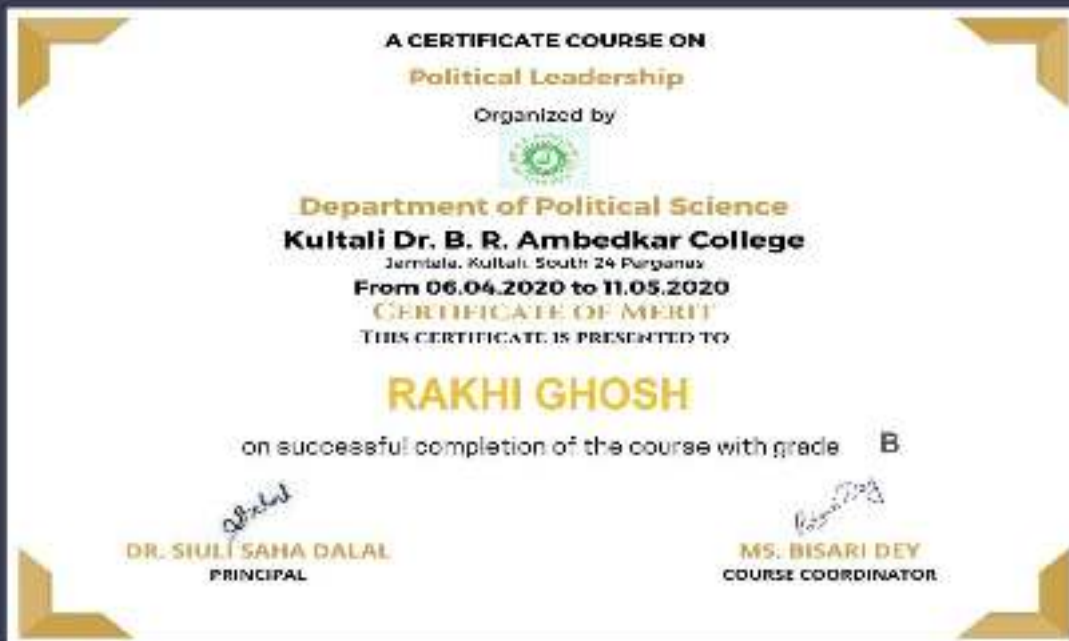 A CERTIFICATE COURSE ON
Political Leadership
Organized by
Department of Political Science
Kultali Dr. B. R. Ambedkar College
Jamtala, Kultali, South 24 Parganas
From 06.04.2020 to 11.05.2020
CERTIFICATE OF MERIT
THIS CERTIFICATE IS PRESENTED TO
RAKHI GHOSH
on successful completion of the course with grade B
DR. SIULI SAHA DALAL
MS. BISARI DEY
PRINCIPAL
COURSE COORDINATOR